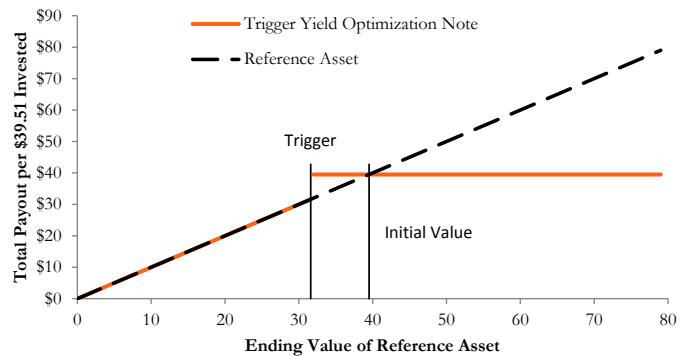 $90
$80
$70
$60
$50
$40
$30
$20
$10
$0
Total Payout per $39.51 Invested
Trigger Yield Optimization Note
Reference Asset
Trigger
Initial Value
0 10 20 30 40 50 60 70 80
Ending Value of Reference Asset